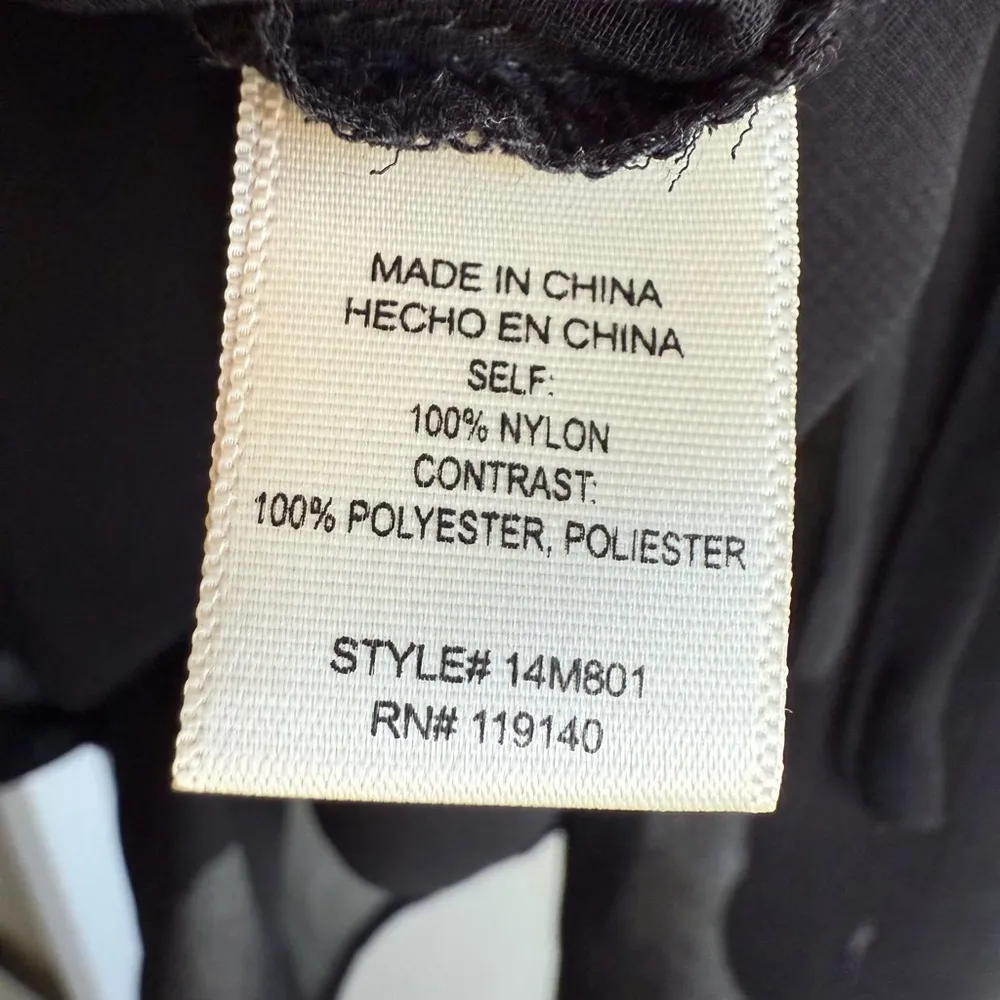 MADE IN CHINA
HECHO EN CHINA
SELF:
100% NYLON
CONTRAST:
100% POLYESTER, POLIESTER
STYLE# 14M801
RN# 119140